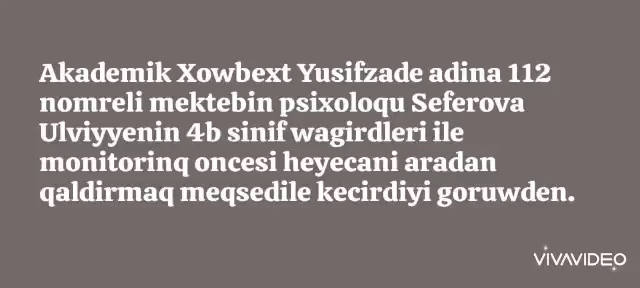 Akademik Xowbext Yusifzade adina 112
nomreli mektebin psixoloqu Seferova
Ulviyyenin 4b sinif wagirdleri ile
monitorinq oncesi heyecani aradan
qaldirmaq meqsedile kecirdiyi goruwden.
VIVAVIDEO